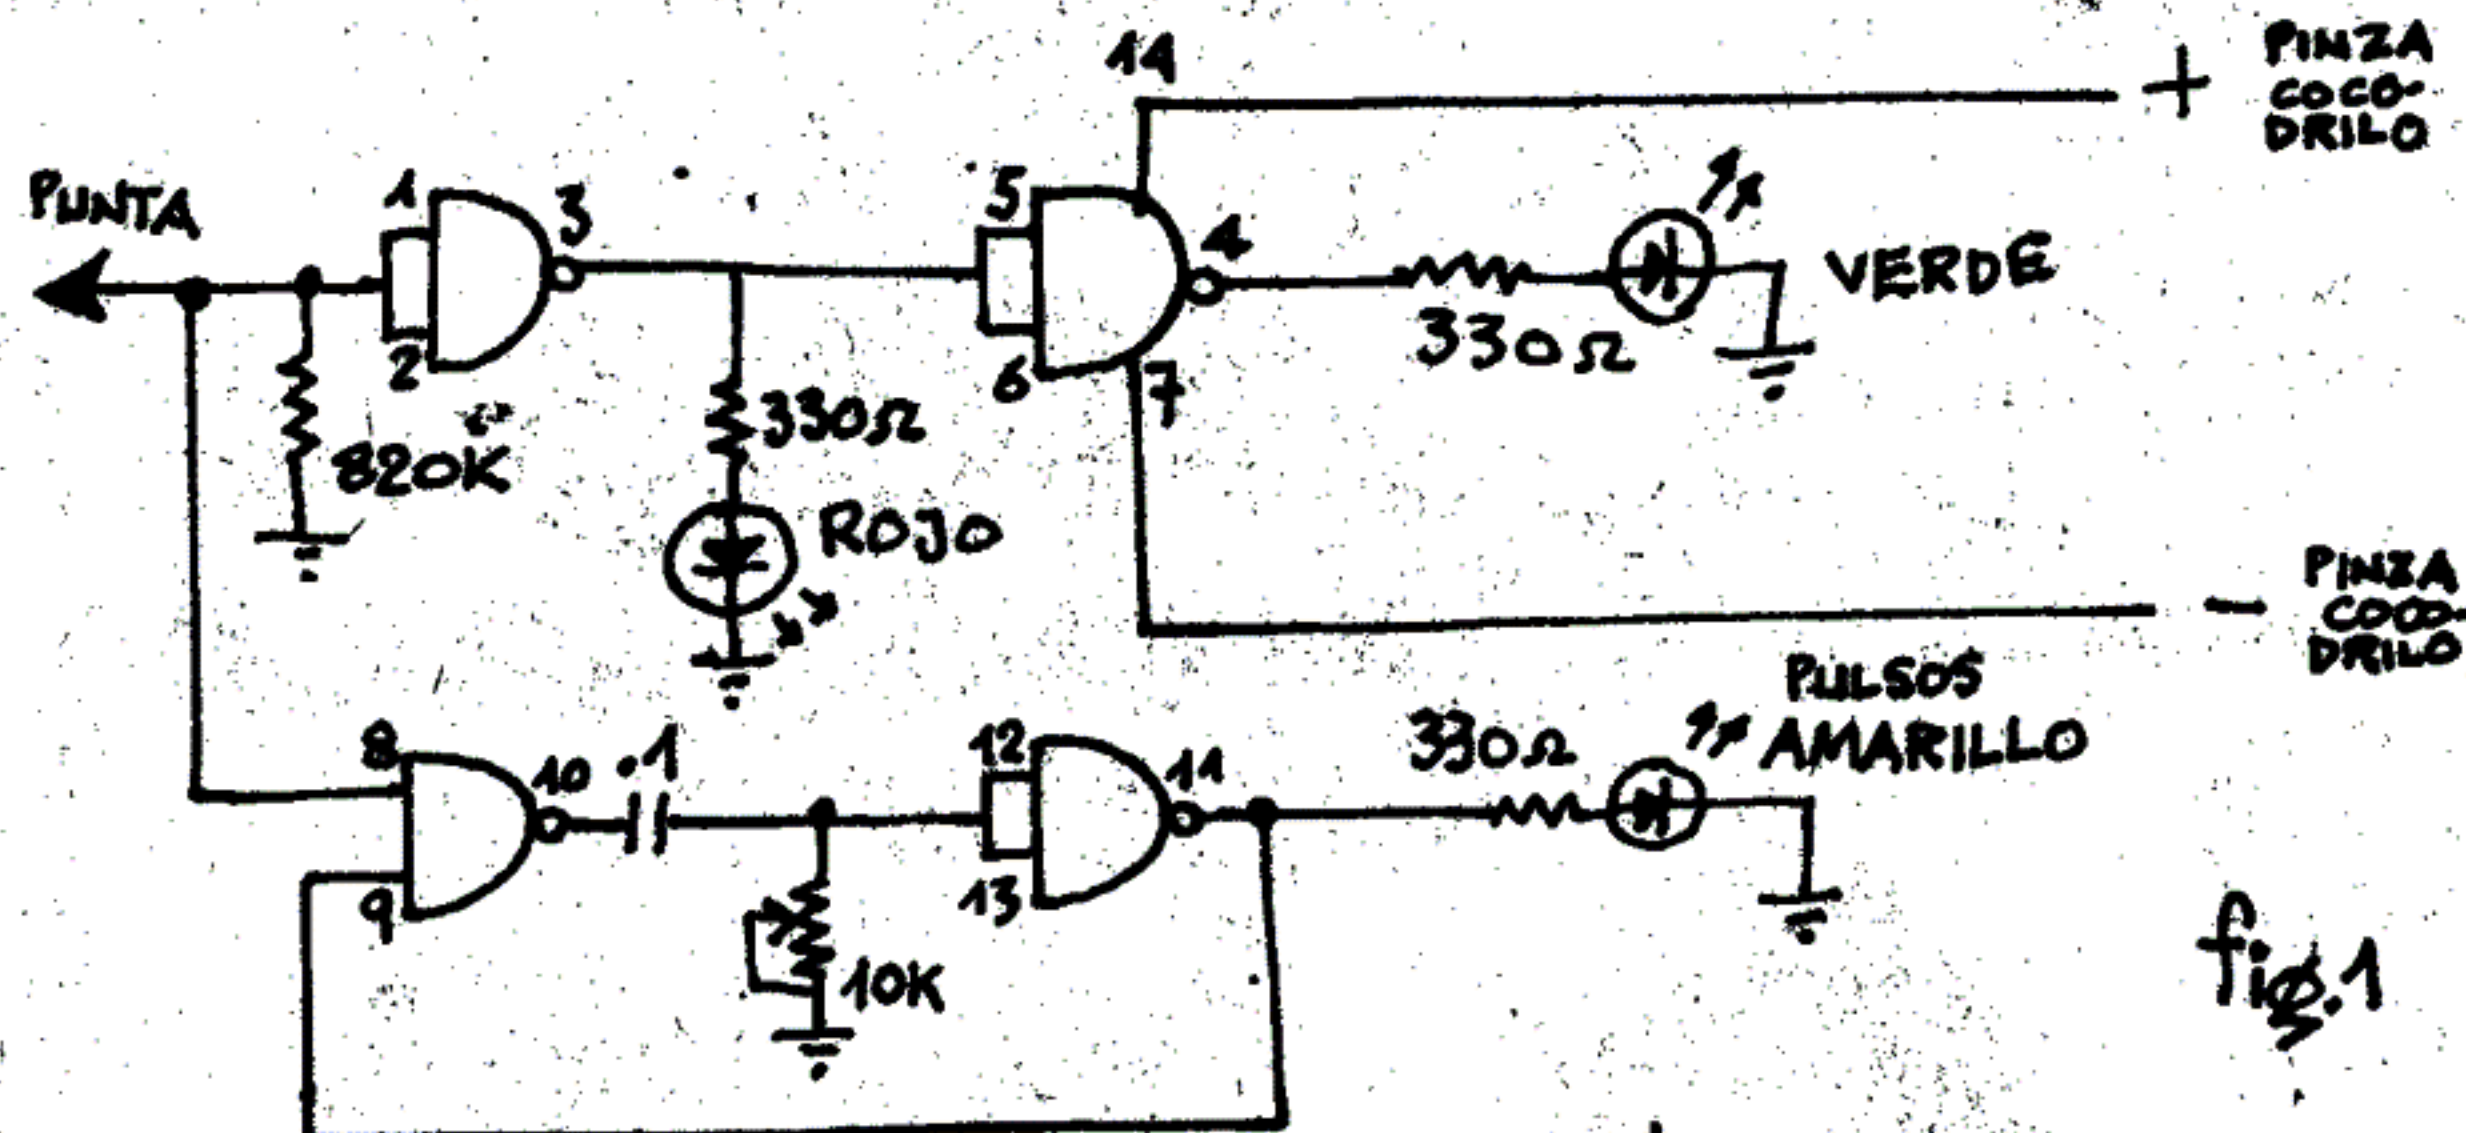 14
+
PINZA
COCO-
DRILO
PUNTA
1
3
5
4
VERDE
2
6
7
330Ω
330Ω
820K
ROJO
-
PINZA
COCO-
DRILO
PULSOS
AMARILLO
8
10
.1
12
11
330Ω
9
13
10K
fig.1